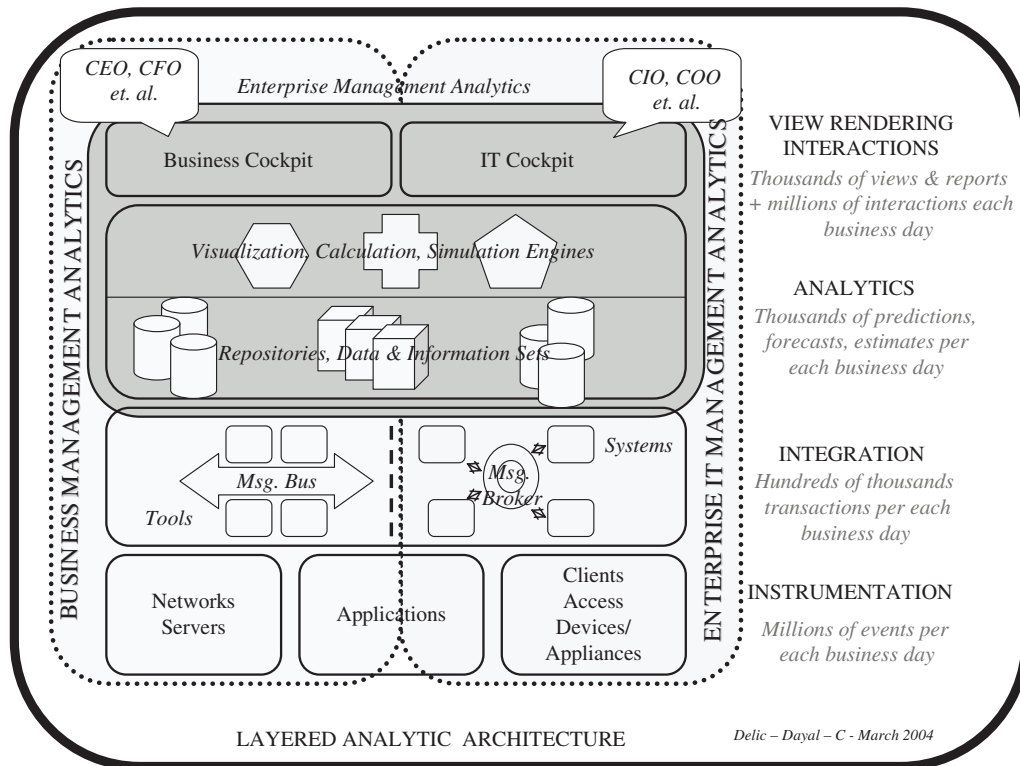 CEO, CFO
et. al.
Enterprise Management Analytics
CIO, COO
et. al.
BUSINESS MANAGEMENT ANALYTICS
ENTERPRISE IT MANAGEMENT ANALYTICS
Business Cockpit
IT Cockpit
VIEW RENDERING
INTERACTIONS
Thousands of views & reports
+ millions of interactions each
business day
Visualization, Calculation, Simulation Engines
Repositories, Data & Information Sets
ANALYTICS
Thousands of predictions,
forecasts, estimates per
each business day
Msg. Bus
Tools
Systems
Msg.
Broker
INTEGRATION
Hundreds of thousands
transactions per each
business day
Networks
Servers
Applications
Clients
Access
Devices/
Appliances
INSTRUMENTATION
Millions of events per
each business day
LAYERED ANALYTIC ARCHITECTURE
Delic – Dayal – C - March 2004